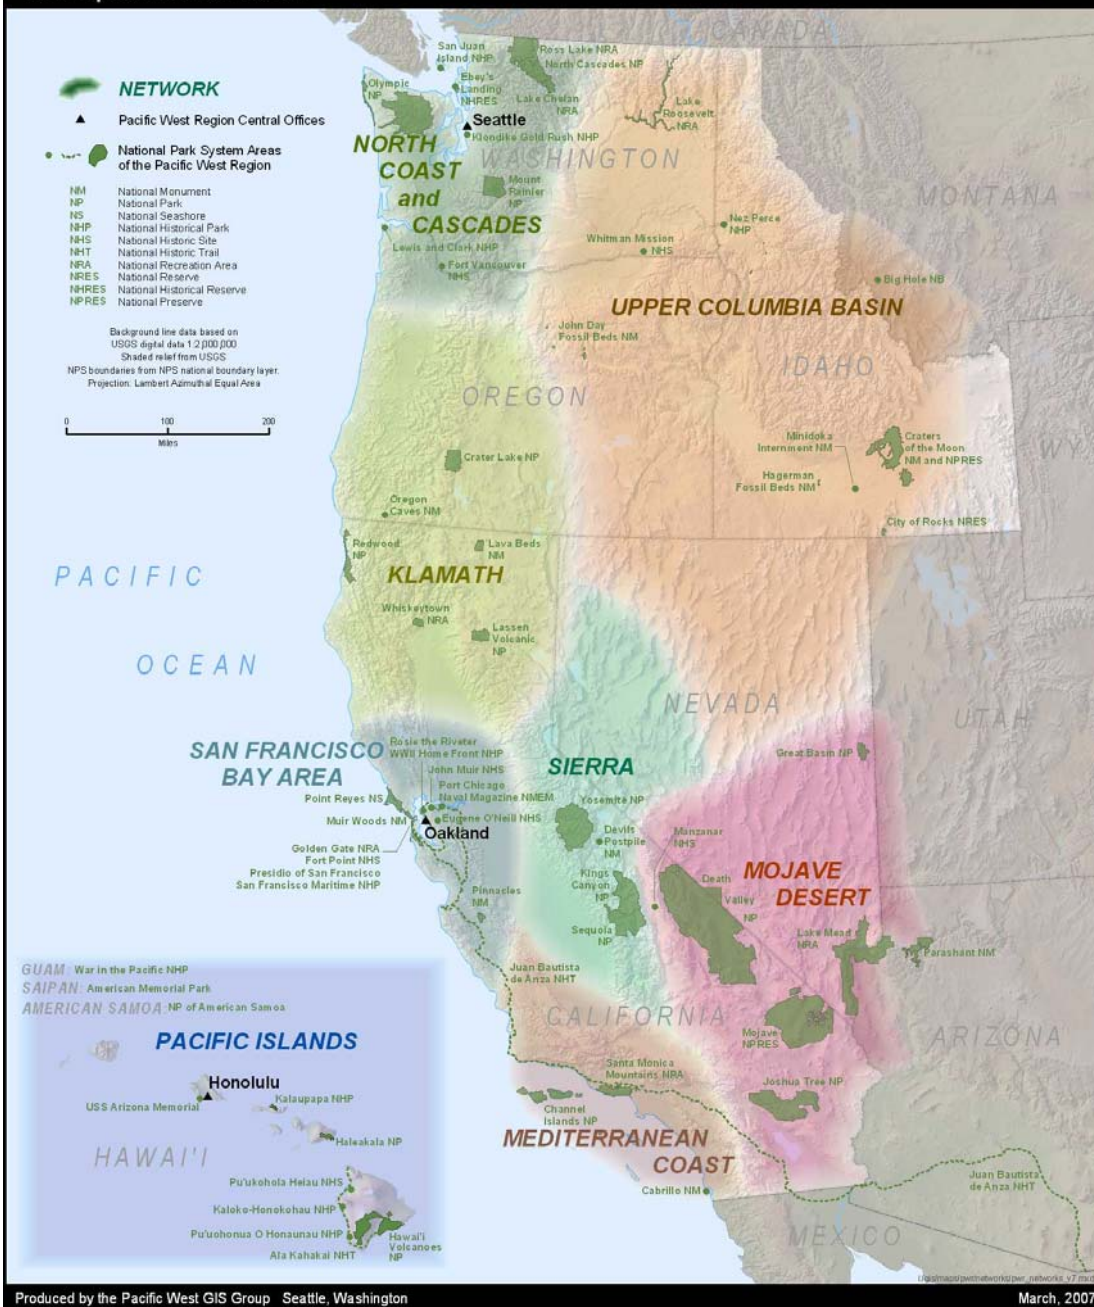 CANADA
NETWORK
Pacific West Region Central Offices
National Park System Areas
of the Pacific West Region
NM National Monument
NP National Park
NS National Seashore
NHP National Historical Park
NHS National Historic Site
NHT National Historic Trail
NRA National Recreation Area
NRES National Reserve
NHRES National Historical Reserve
NPRES National Preserve
Background line data based on
USGS digital data 1:2,000,000
Shaded relief from USGS
NPS boundaries from NPS national boundary layer.
Projection: Lambert Azimuthal Equal Area
0 100 200
Miles
San Juan
Island NHP
Ross Lake NRA
North Cascades NP
Olympic
NP
Ebey's
Landing
NHRES
Lake Chelan
NRA
Lake
Roosevelt
NRA
Seattle
Klondike Gold Rush NHP
NORTH
COAST
and
CASCADES
WASHINGTON
Mount
Rainier
NP
MONTANA
Lewis and Clark NHP
Fort Vancouver
NHS
Whitman Mission
NHS
Nez Perce
NHP
Big Hole NB
UPPER COLUMBIA BASIN
John Day
Fossil Beds NM
IDAHO
OREGON
WY
Crater Lake NP
Minidoka
Internment NM
Craters
of the Moon
NM and NPRES
Hagerman
Fossil Beds NM
Oregon
Caves NM
City of Rocks NRES
Redwood
NP
Lava Beds
NM
KLAMATH
PACIFIC
OCEAN
Whiskeytown
NRA
Lassen
Volcanic
NP
NEVADA
UTAH
SAN FRANCISCO
BAY AREA
Rosie the Riveter
WWII Home Front NHP
John Muir NHS
Port Chicago
Naval Magazine NMEM
SIERRA
Great Basin NP
Point Reyes NS
Muir Woods NM
Eugene O'Neill NHS
Oakland
Golden Gate NRA
Fort Point NHS
Presidio of San Francisco
San Francisco Maritime NHP
Yosemite NP
Devils
Postpile
NM
Manzanar
NHS
Pinnacles
NM
Kings
Canyon
NP
Sequoia
NP
Death
Valley
NP
MOJAVE
DESERT
Lake Mead
NRA
Parashant NM
Juan Bautista
de Anza NHT
CALIFORNIA
Mojave
NPRES
ARIZONA
Santa Monica
Mountains NRA
Joshua Tree NP
Channel
Islands NP
MEDITERRANEAN
COAST
Cabrillo NM
Juan Bautista
de Anza NHT
MEXICO
GUAM: War in the Pacific NHP
SAIPAN: American Memorial Park
AMERICAN SAMOA: NP of American Samoa
PACIFIC ISLANDS
Honolulu
USS Arizona Memorial
Kalaupapa NHP
Haleakala NP
HAWAI'I
Pu'ukohola Heiau NHS
Kaloko-Honokohau NHP
Pu'uohonua O Honaunau NHP
Ala Kahakai NHT
Hawai'i
Volcanoes
NP
Produced by the Pacific West GIS Group Seattle, Washington
March, 2007